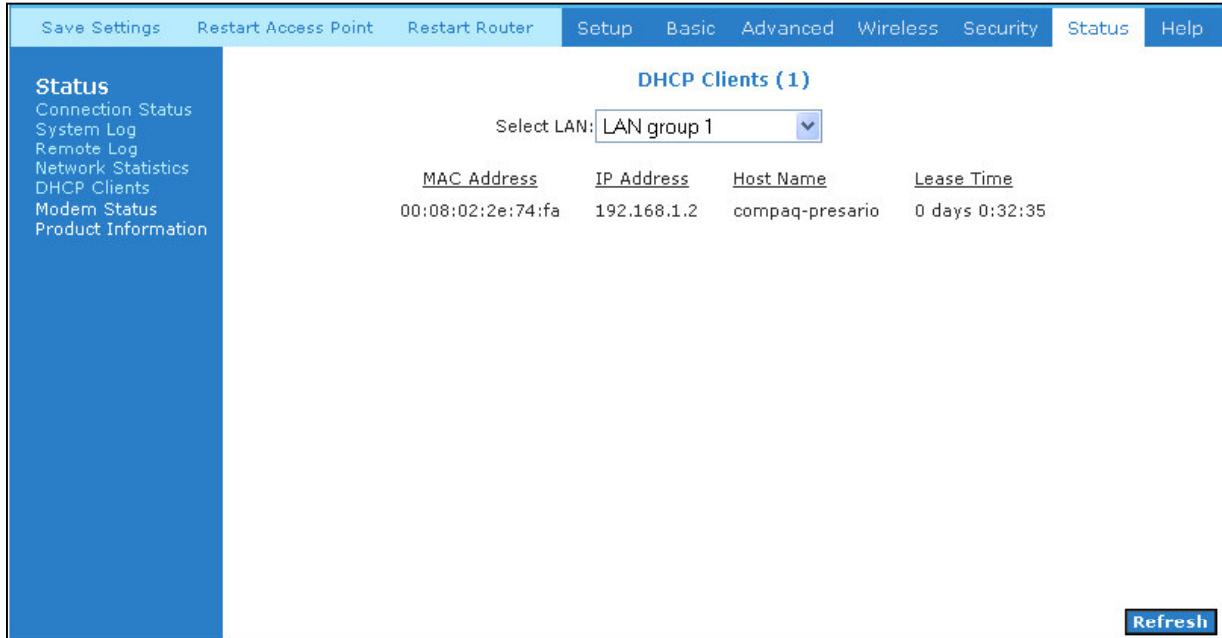 Save Settings Restart Access Point Restart Router Setup Basic Advanced Wireless Security Status Help
Status
Connection Status
System Log
Remote Log
Network Statistics
DHCP Clients
Modem Status
Product Information
DHCP Clients (1)
Select LAN: LAN group 1
MAC Address IP Address Host Name Lease Time
00:08:02:2e:74:fa 192.168.1.2 compaq-presario 0 days 0:32:35
Refresh